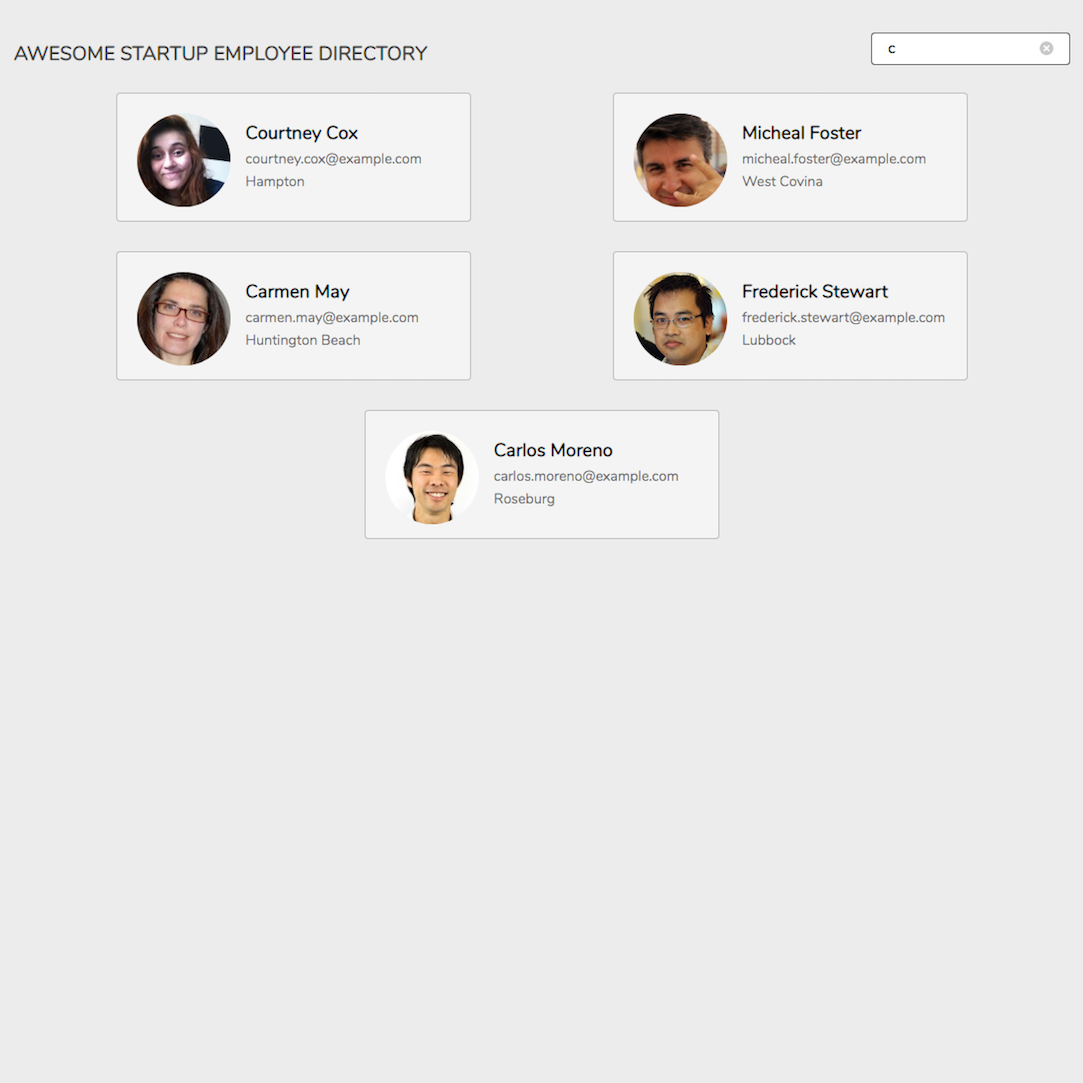 AWESOME STARTUP EMPLOYEE DIRECTORY
c
Courtney Cox
courtney.cox@example.com
Hampton
Micheal Foster
micheal.foster@example.com
West Covina
Carmen May
carmen.may@example.com
Huntington Beach
Frederick Stewart
frederick.stewart@example.com
Lubbock
Carlos Moreno
carlos.moreno@example.com
Roseburg